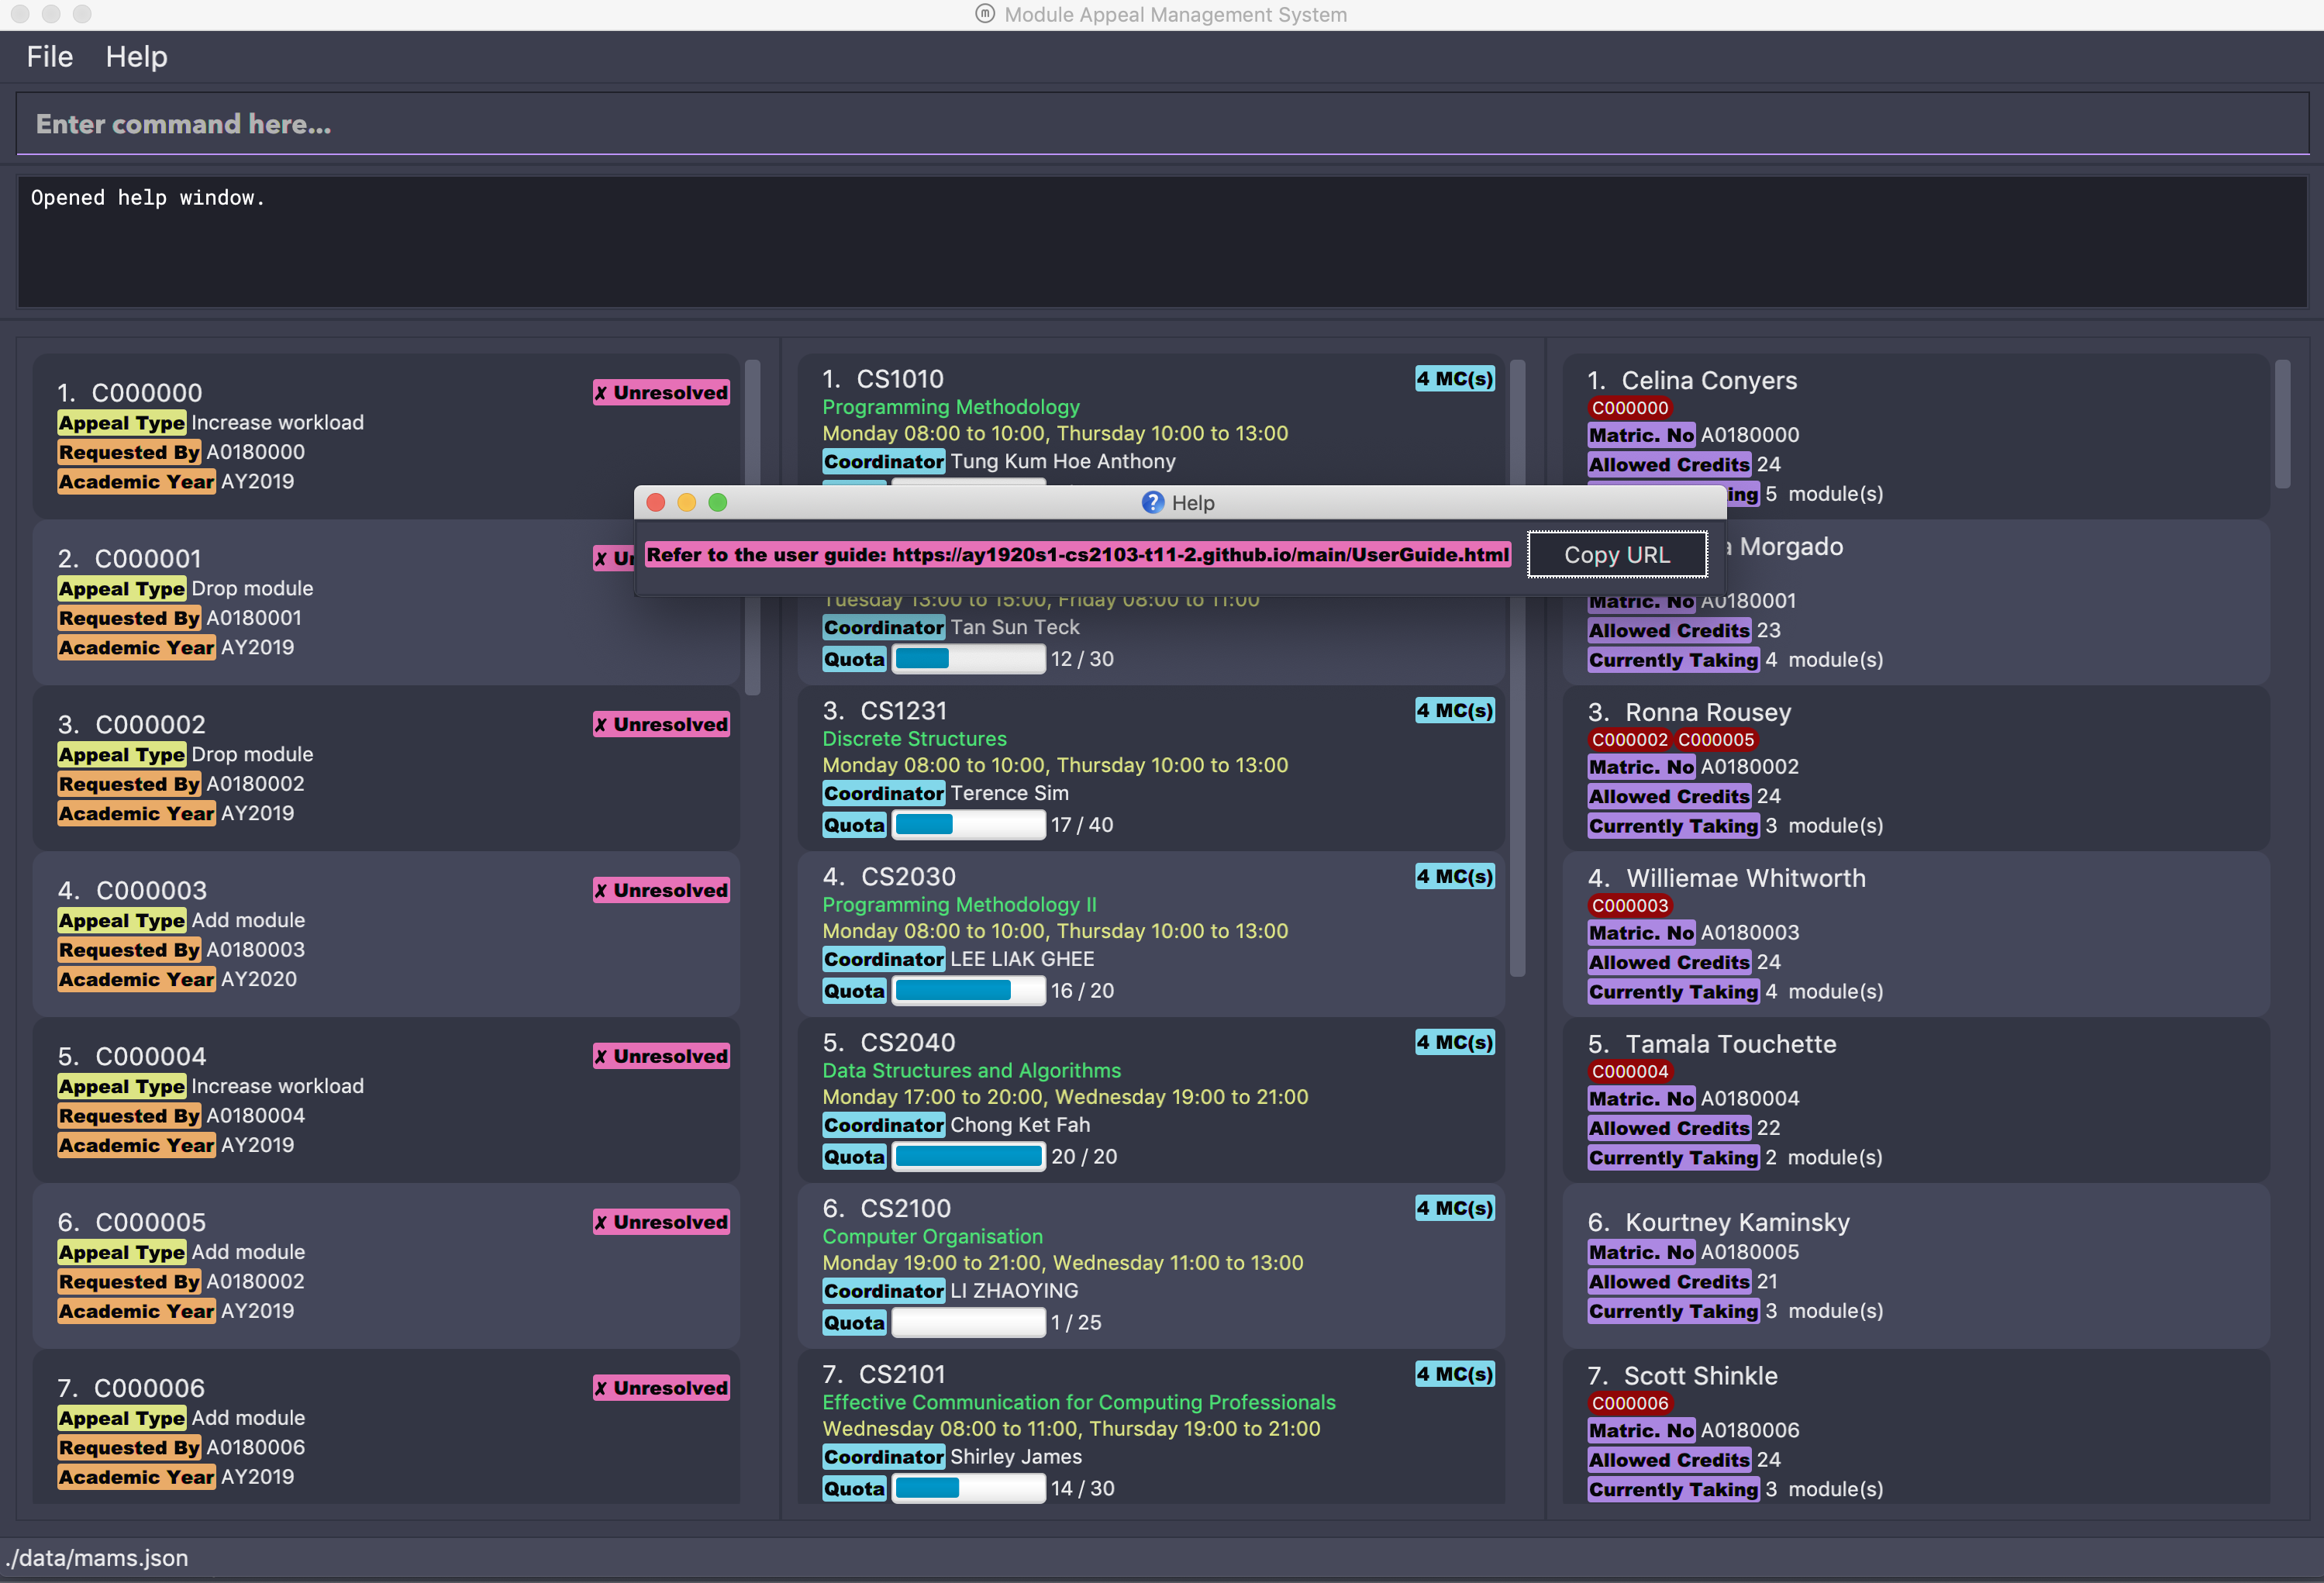 Module Appeal Management System
File Help
Enter command here...
Opened help window.
1. C000000
✗ Unresolved
Appeal Type Increase workload
Requested By A0180000
Academic Year AY2019
2. C000001
Appeal Type Drop module
Requested By A0180001
Academic Year AY2019
3. C000002
✗ Unresolved
Appeal Type Drop module
Requested By A0180002
Academic Year AY2019
4. C000003
✗ Unresolved
Appeal Type Add module
Requested By A0180003
Academic Year AY2020
5. C000004
✗ Unresolved
Appeal Type Increase workload
Requested By A0180004
Academic Year AY2019
6. C000005
✗ Unresolved
Appeal Type Add module
Requested By A0180002
Academic Year AY2019
7. C000006
✗ Unresolved
Appeal Type Add module
Requested By A0180006
Academic Year AY2019
1. CS1010
4 MC(s)
Programming Methodology
Monday 08:00 to 10:00, Thursday 10:00 to 13:00
Coordinator Tung Kum Hoe Anthony
Help
Refer to the user guide: https://ay1920s1-cs2103-t11-2.github.io/main/UserGuide.html
Copy URL
Tuesday 13:00 to 15:00, Friday 08:00 to 11:00
Coordinator Tan Sun Teck
Quota 12 / 30
3. CS1231
4 MC(s)
Discrete Structures
Monday 08:00 to 10:00, Thursday 10:00 to 13:00
Coordinator Terence Sim
Quota 17 / 40
4. CS2030
4 MC(s)
Programming Methodology II
Monday 08:00 to 10:00, Thursday 10:00 to 13:00
Coordinator LEE LIAK GHEE
Quota 16 / 20
5. CS2040
4 MC(s)
Data Structures and Algorithms
Monday 17:00 to 20:00, Wednesday 19:00 to 21:00
Coordinator Chong Ket Fah
Quota 20 / 20
6. CS2100
4 MC(s)
Computer Organisation
Monday 19:00 to 21:00, Wednesday 11:00 to 13:00
Coordinator LI ZHAOYING
Quota 1 / 25
7. CS2101
4 MC(s)
Effective Communication for Computing Professionals
Wednesday 08:00 to 11:00, Thursday 19:00 to 21:00
Coordinator Shirley James
Quota 14 / 30
1. Celina Conyers
C000000
Matric. No A0180000
Allowed Credits 24
5 module(s)
Morgado
Matric. No A0180001
Allowed Credits 23
Currently Taking 4 module(s)
3. Ronna Rousey
C000002 C000005
Matric. No A0180002
Allowed Credits 24
Currently Taking 3 module(s)
4. Williemae Whitworth
C000003
Matric. No A0180003
Allowed Credits 24
Currently Taking 4 module(s)
5. Tamala Touchette
C000004
Matric. No A0180004
Allowed Credits 22
Currently Taking 2 module(s)
6. Kourtney Kaminsky
Matric. No A0180005
Allowed Credits 21
Currently Taking 3 module(s)
7. Scott Shinkle
C000006
Matric. No A0180006
Allowed Credits 24
Currently Taking 3 module(s)
./data/mams.json